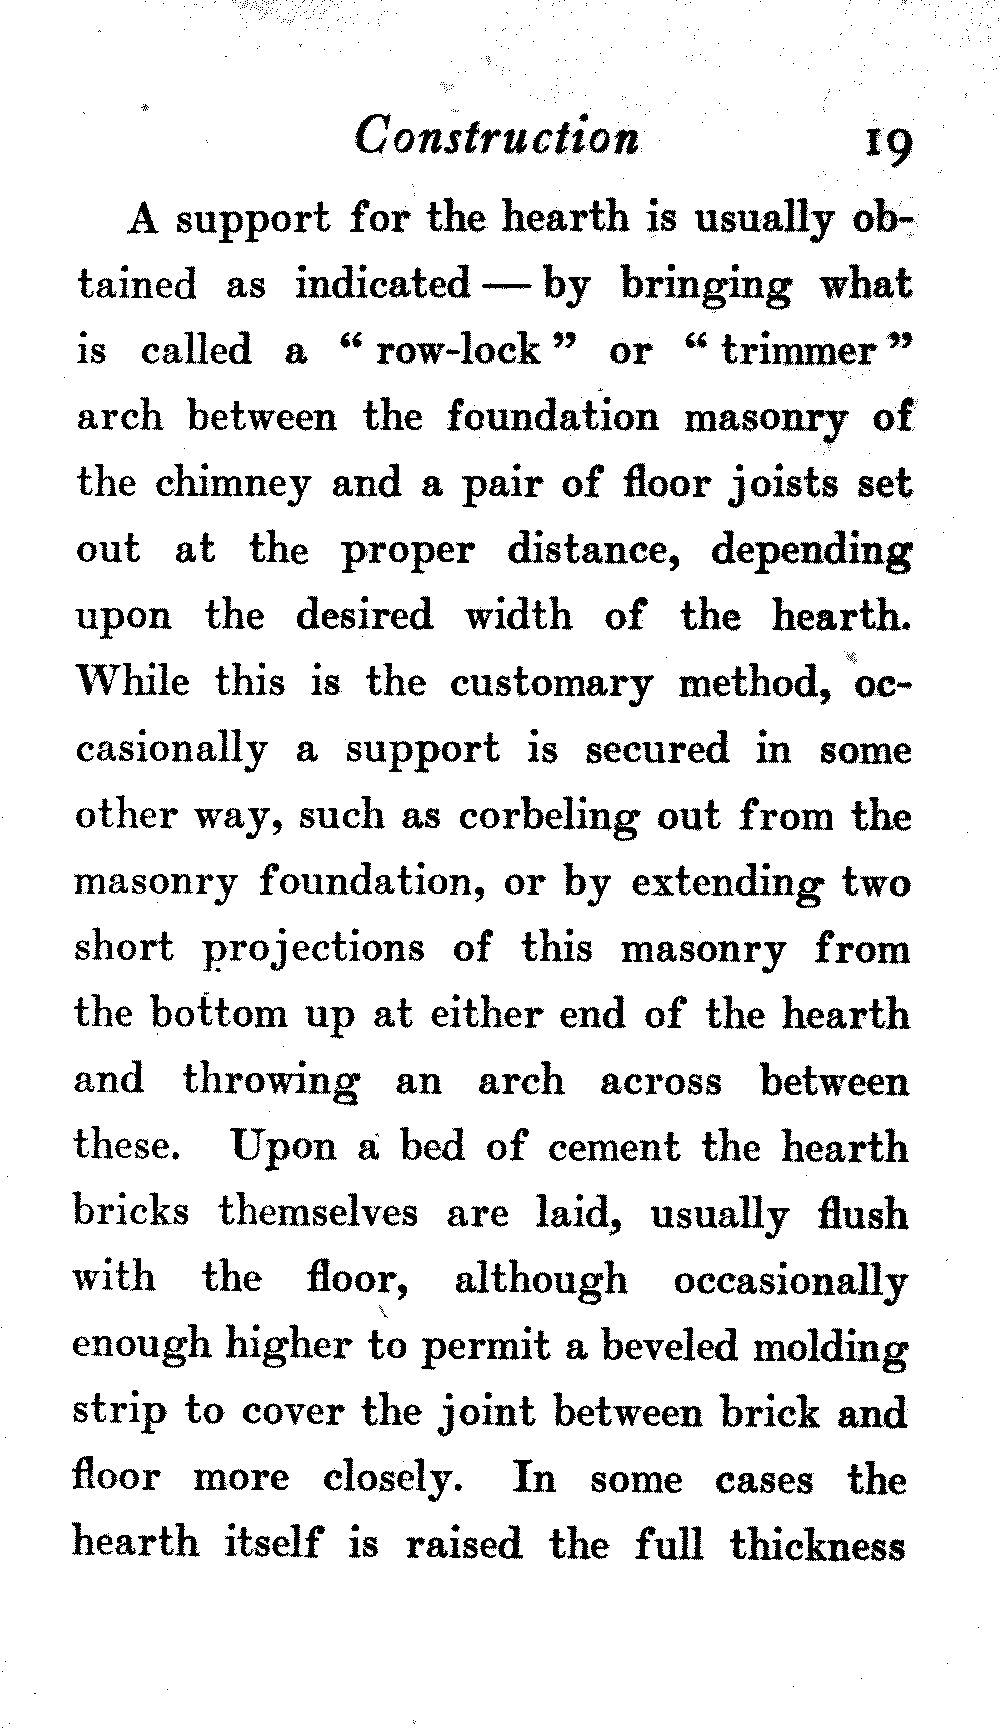 Construction 19
A support for the hearth is usually ob-
tained as indicated — by bringing what
is called a “ row-lock ” or “ trimmer ”
arch between the foundation masonry of
the chimney and a pair of floor joists set
out at the proper distance, depending
upon the desired width of the hearth.
While this is the customary method, oc-
casionally a support is secured in some
other way, such as corbeling out from the
masonry foundation, or by extending two
short projections of this masonry from
the bottom up at either end of the hearth
and throwing an arch across between
these. Upon a bed of cement the hearth
bricks themselves are laid, usually flush
with the floor, although occasionally
enough higher to permit a beveled molding
strip to cover the joint between brick and
floor more closely. In some cases the
hearth itself is raised the full thickness